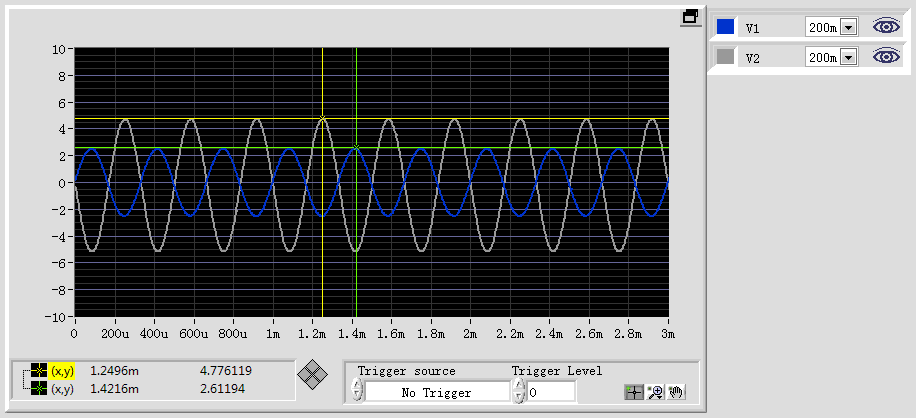 V1 200m
V2 200m
10
8
6
4
2
0
-2
-4
-6
-8
-10
0 200u 400u 600u 800u 1m 1.2m 1.4m 1.6m 1.8m 2m 2.2m 2.4m 2.6m 2.8m 3m
(x,y) 1.2496m 4.776119
(x,y) 1.4216m 2.61194
Trigger source Trigger Level
No Trigger 0